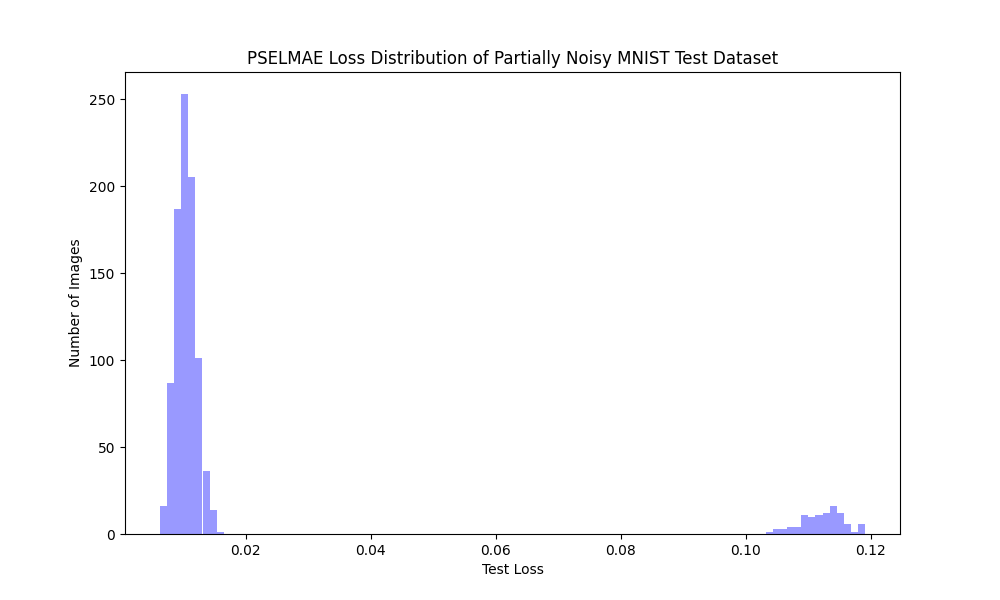 PSELMAE Loss Distribution of Partially Noisy MNIST Test Dataset
250
200
150
100
50
0
Number of Images
0.02 0.04 0.06 0.08 0.10 0.12
Test Loss